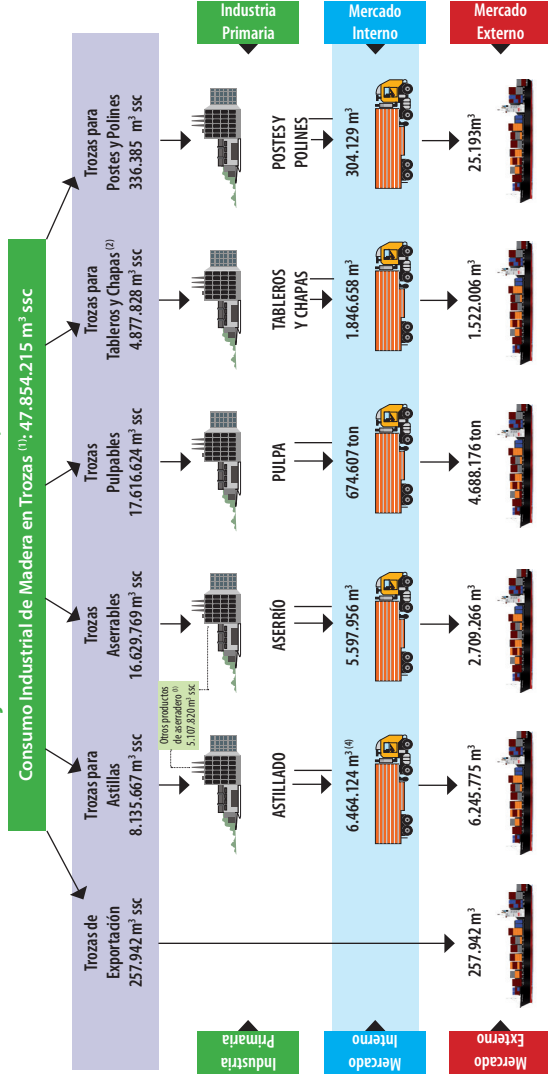 Consumo Industrial de Madera en Trozas (1): 47.854.215 m³ ssc
Trozas de
Exportación
257.942 m³ ssc
Trozas para
Astillas
8.135.667 m³ ssc
Trozas
Aserrables
16.629.769 m³ ssc
Trozas
Pulpables
17.616.624 m³ ssc
Trozas para
Tableros y Chapas (2)
4.877.828 m³ ssc
Trozas para
Postes y Polines
336.385 m³ ssc
Otros productos
de aserradero (3)
5.107.820 m³ ssc
Industria
Primaria
Industria
Primaria
ASTILLADO
ASERRÍO
PULPA
TABLEROS
Y CHAPAS
POSTES Y
POLINES
Mercado
Interno
6.464.124 m³ (4)
5.597.956 m³
674.607 ton
1.846.658 m³
304.129 m³
Mercado
Interno
Mercado
Externo
257.942 m³
6.245.775 m³
2.709.266 m³
4.688.176 ton
1.522.006 m³
25.193m³
Mercado
Externo